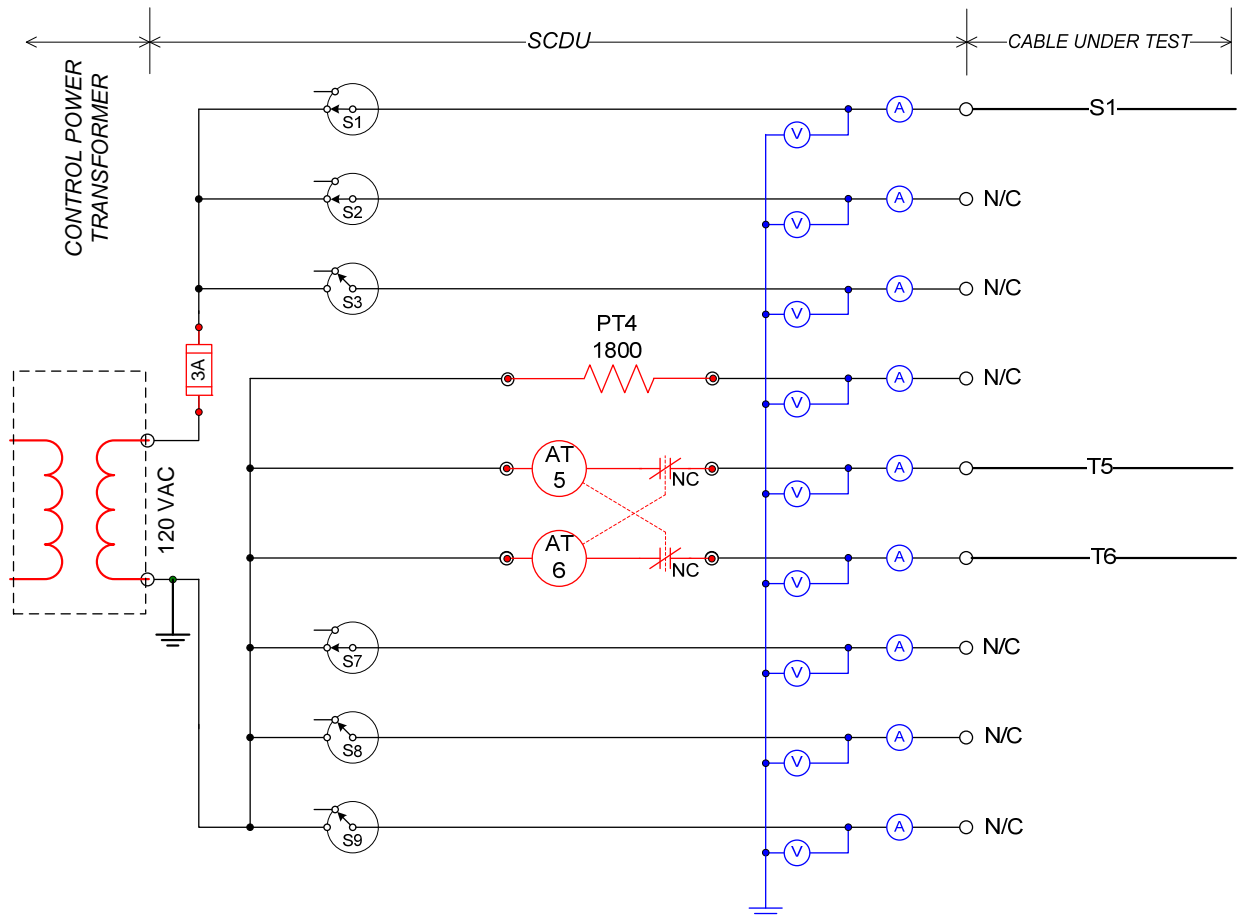 SCDU
CABLE UNDER TEST
CONTROL POWER
TRANSFORMER
S1
V
A
S1
S2
V
A
N/C
S3
V
A
N/C
3A
PT4
1800
V
A
N/C
120 VAC
AT
5
NC
V
A
T5
AT
6
NC
V
A
T6
S7
V
A
N/C
S8
V
A
N/C
S9
V
A
N/C